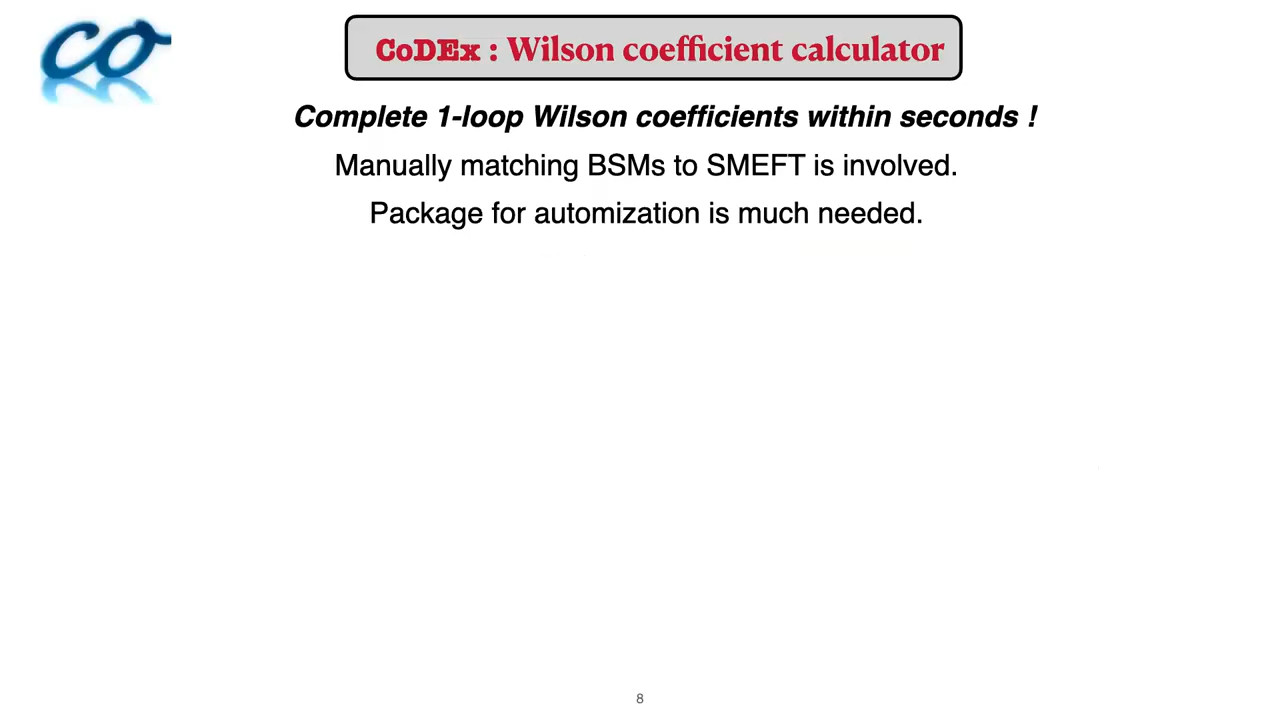 co
CoDEx : Wilson coefficient calculator
Complete 1-loop Wilson coefficients within seconds !
Manually matching BSMs to SMEFT is involved.
Package for automization is much needed.
8